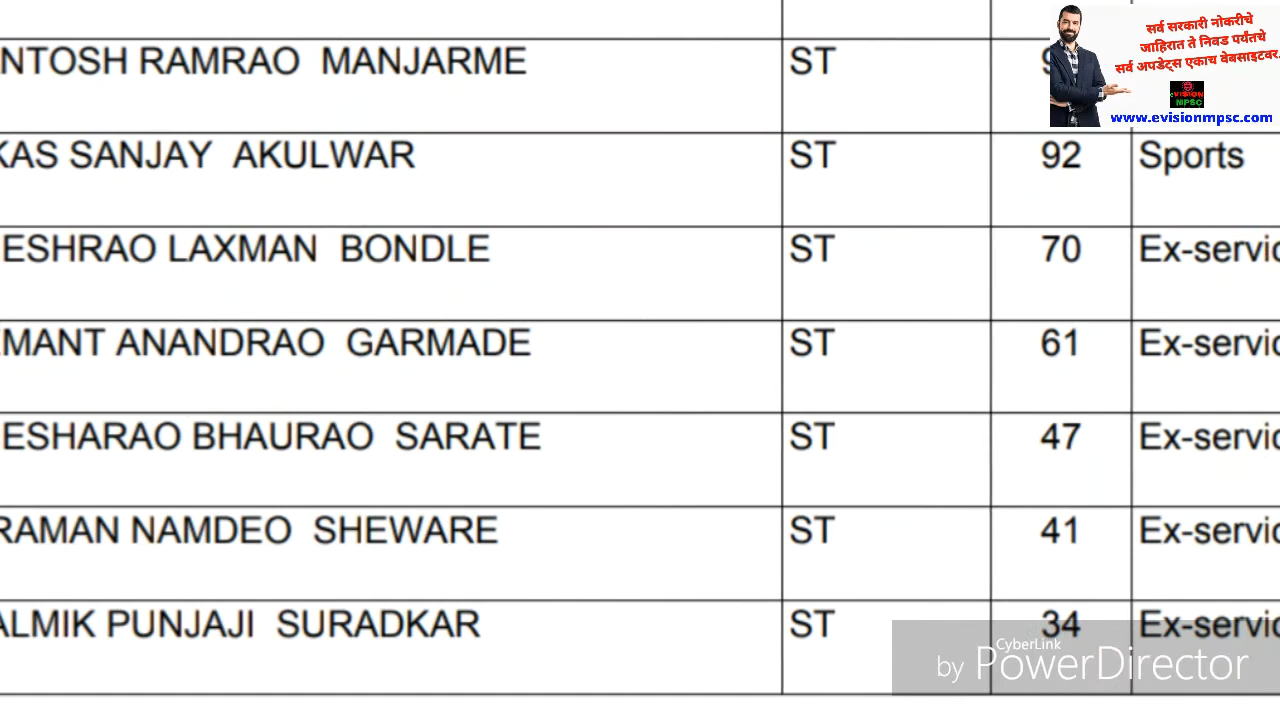 NTOSH RAMRAO MANJARME ST
KAS SANJAY AKULWAR ST 92 Sports
ESHRAO LAXMAN BONDLE ST 70 Ex-servic
EMANT ANANDRAO GARMADE ST 61 Ex-servic
ESHARAO BHAURAO SARATE ST 47 Ex-servic
RAMAN NAMDEO SHEWARE ST 41 Ex-servic
ALMIK PUNJAJI SURADKAR ST 34 Ex-servic
सर्व सरकारी नोकरीचे
जाहिरात ते निवड पर्यंतचे
सर्व अपडेट्स एकाच वेबसाइटवर.
eVISION
MPSC
www.evisionmpsc.com
CyberLink
by PowerDirector